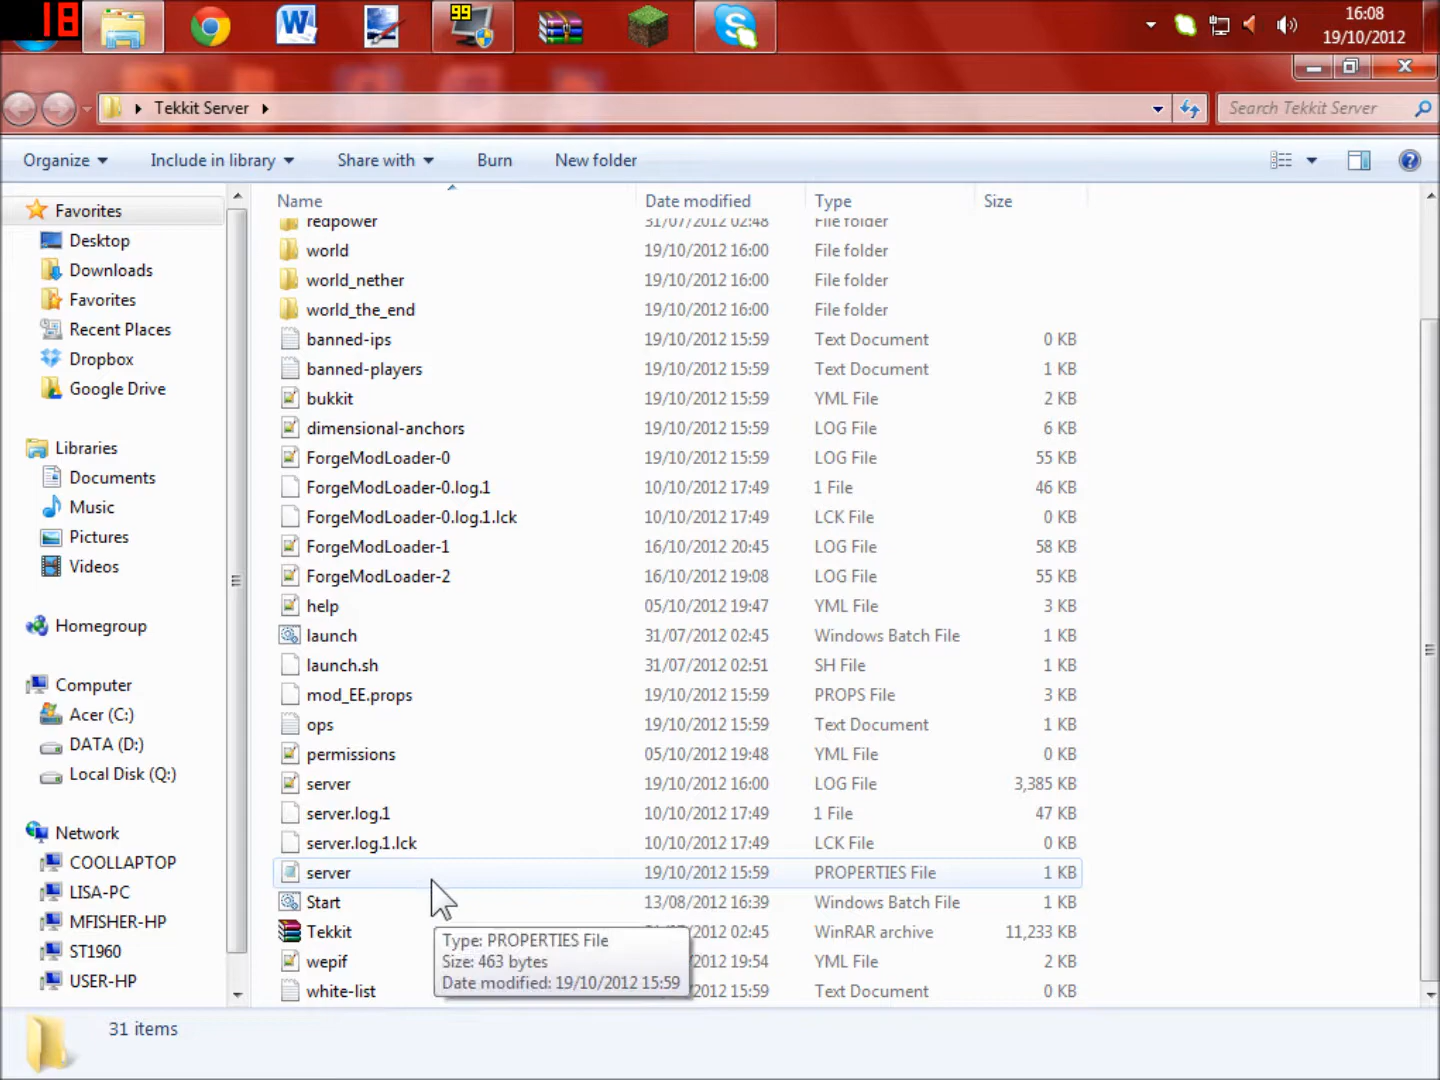 18
99
16:08
19/10/2012
Tekkit Server
Search Tekkit Server
Organize
Include in library
Share with
Burn
New folder
Name
Date modified
Type
Size
Favorites
Desktop
Downloads
Favorites
Recent Places
Dropbox
Google Drive
Libraries
Documents
Music
Pictures
Videos
Homegroup
Computer
Acer (C:)
DATA (D:)
Local Disk (Q:)
Network
COOLLAPTOP
LISA-PC
MFISHER-HP
ST1960
USER-HP
redpower 31/07/2012 02:48 File folder
world 19/10/2012 16:00 File folder
world_nether 19/10/2012 16:00 File folder
world_the_end 19/10/2012 16:00 File folder
banned-ips 19/10/2012 15:59 Text Document 0 KB
banned-players 19/10/2012 15:59 Text Document 1 KB
bukkit 19/10/2012 15:59 YML File 2 KB
dimensional-anchors 19/10/2012 15:59 LOG File 6 KB
ForgeModLoader-0 19/10/2012 15:59 LOG File 55 KB
ForgeModLoader-0.log.1 10/10/2012 17:49 1 File 46 KB
ForgeModLoader-0.log.1.lck 10/10/2012 17:49 LCK File 0 KB
ForgeModLoader-1 16/10/2012 20:45 LOG File 58 KB
ForgeModLoader-2 16/10/2012 19:08 LOG File 55 KB
help 05/10/2012 19:47 YML File 3 KB
launch 31/07/2012 02:45 Windows Batch File 1 KB
launch.sh 31/07/2012 02:51 SH File 1 KB
mod_EE.props 19/10/2012 15:59 PROPS File 3 KB
ops 19/10/2012 15:59 Text Document 1 KB
permissions 05/10/2012 19:48 YML File 0 KB
server 19/10/2012 16:00 LOG File 3,385 KB
server.log.1 10/10/2012 17:49 1 File 47 KB
server.log.1.lck 10/10/2012 17:49 LCK File 0 KB
server 19/10/2012 15:59 PROPERTIES File 1 KB
Start 13/08/2012 16:39 Windows Batch File 1 KB
Tekkit 02:45 WinRAR archive 11,233 KB
wepif 19:54 YML File 2 KB
white-list 15:59 Text Document 0 KB
Type: PROPERTIES File
Size: 463 bytes
Date modified: 19/10/2012 15:59
31 items